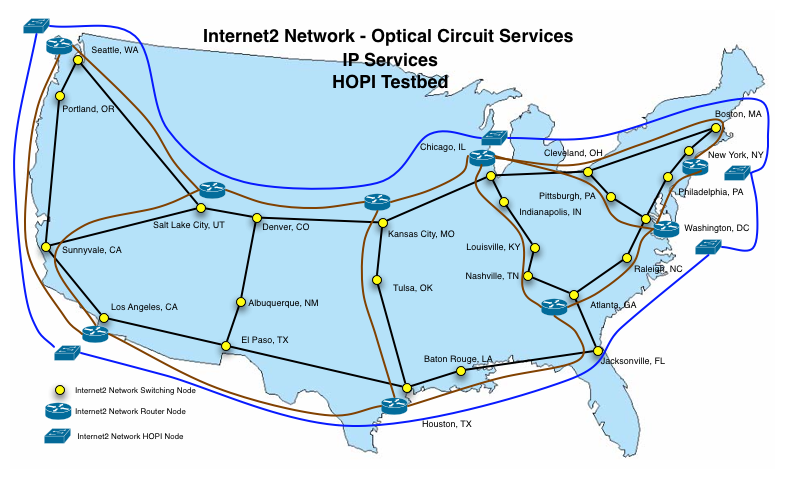 Internet2 Network - Optical Circuit Services
IP Services
HOPI Testbed
Seattle, WA
Portland, OR
Boston, MA
Chicago, IL
Cleveland, OH
New York, NY
Pittsburgh, PA
Philadelphia, PA
Indianapolis, IN
Salt Lake City, UT
Denver, CO
Kansas City, MO
Washington, DC
Sunnyvale, CA
Louisville, KY
Raleigh, NC
Nashville, TN
Tulsa, OK
Los Angeles, CA
Albuquerque, NM
Atlanta, GA
El Paso, TX
Baton Rouge, LA
Jacksonville, FL
Internet2 Network Switching Node
Internet2 Network Router Node
Houston, TX
Internet2 Network HOPI Node